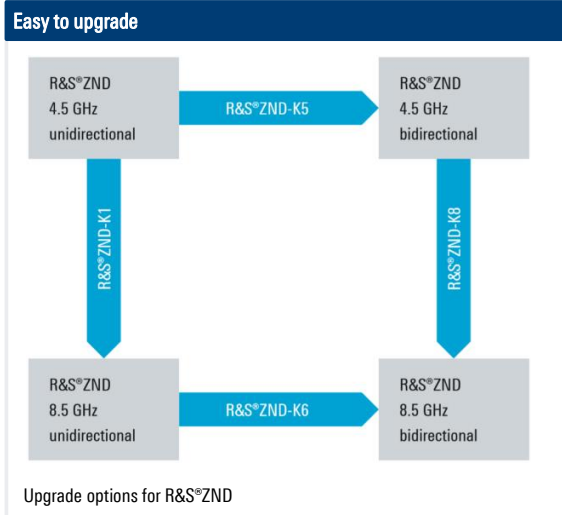 Easy to upgrade
R&S®ZND
4.5 GHz
unidirectional
R&S®ZND-K5
R&S®ZND
4.5 GHz
bidirectional
R&S®ZND-K1
R&S®ZND-K8
R&S®ZND
8.5 GHz
unidirectional
R&S®ZND-K6
R&S®ZND
8.5 GHz
bidirectional
Upgrade options for R&S®ZND